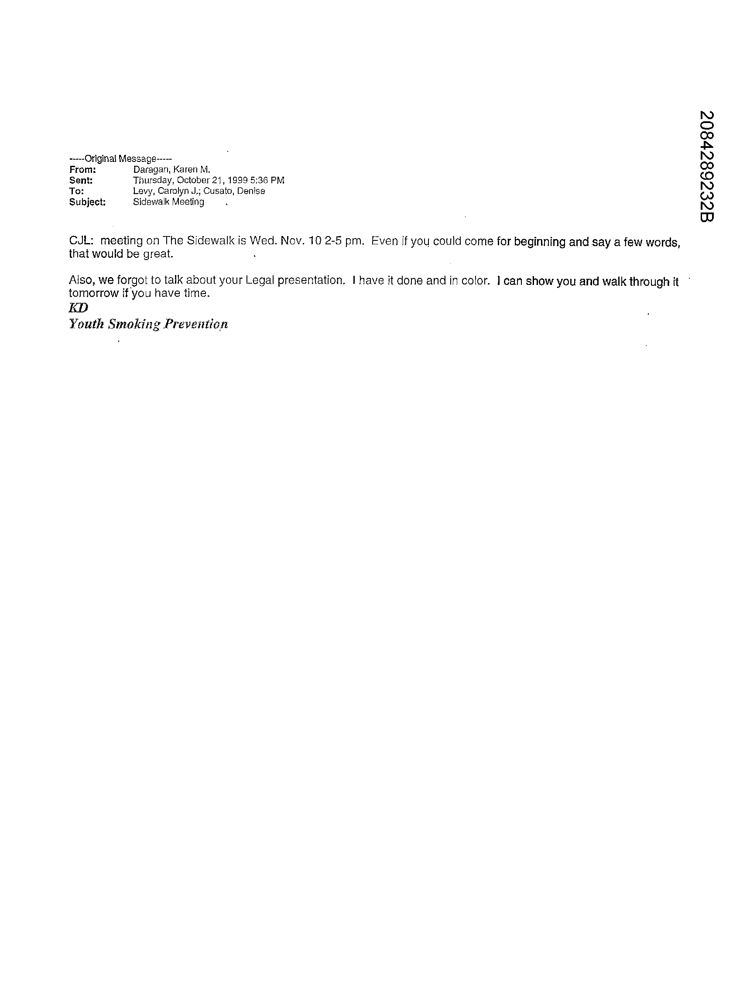 2084289232B
-----Original Message-----
From: Daragan, Karen M.
Sent: Thursday, October 21, 1999 5:36 PM
To: Levy, Carolyn J.; Cusato, Denise
Subject: Sidewalk Meeting
CJL: meeting on The Sidewalk is Wed. Nov. 10 2-5 pm. Even if you could come for beginning and say a few words,
that would be great.
Also, we forgot to talk about your Legal presentation. I have it done and in color. I can show you and walk through it
tomorrow if you have time.
KD
Youth Smoking Prevention